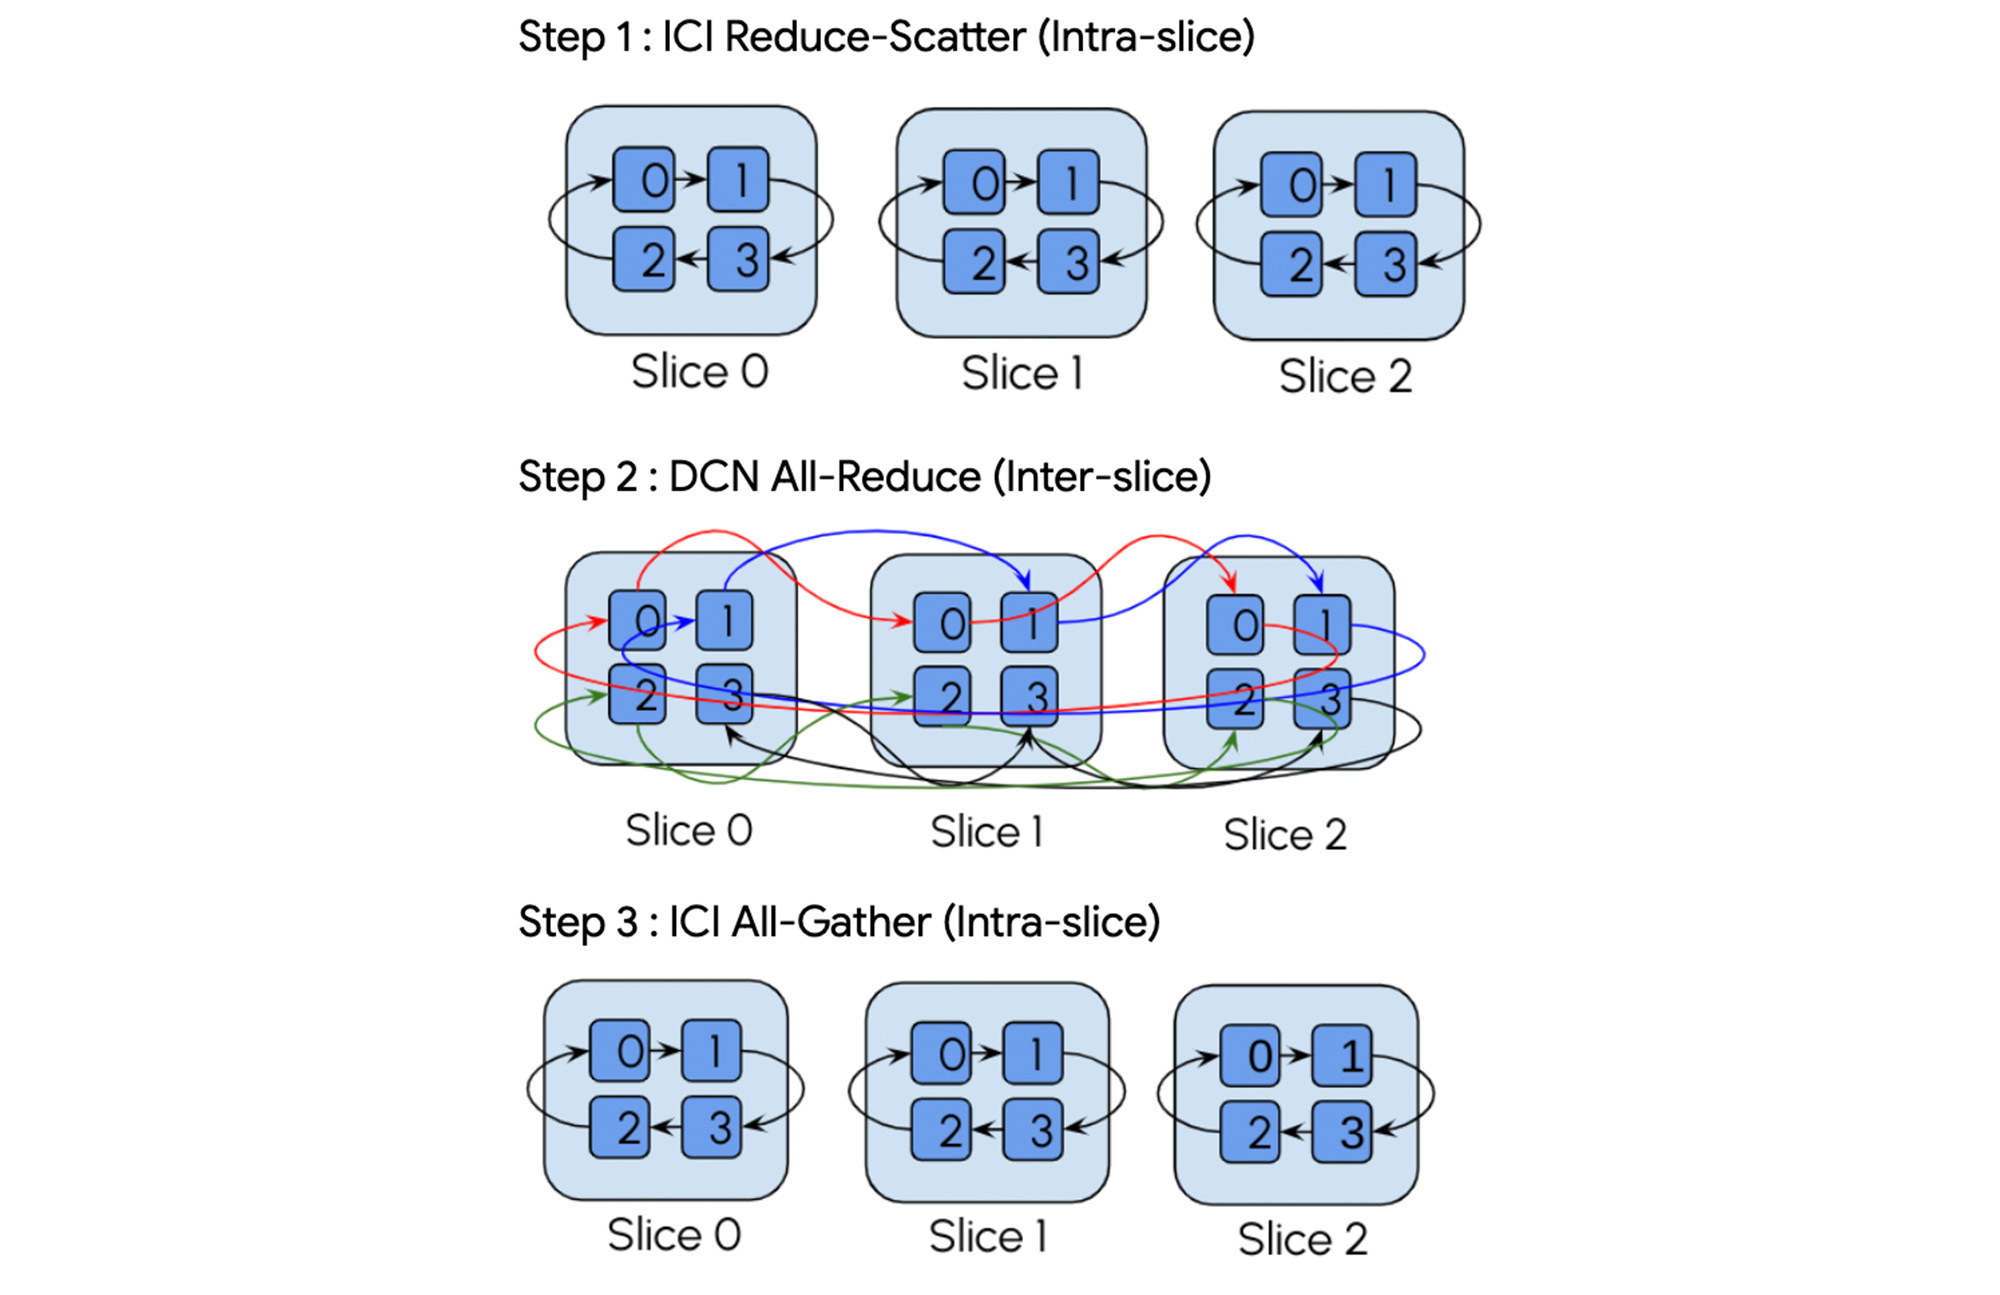 Step 1 : ICI Reduce-Scatter (Intra-slice)
0 1 0 1 0 1
2 3 2 3 2 3
Slice 0 Slice 1 Slice 2
Step 2 : DCN All-Reduce (Inter-slice)
0 1 0 1 0 1
2 3 2 3 2 3
Slice 0 Slice 1 Slice 2
Step 3 : ICI All-Gather (Intra-slice)
0 1 0 1 0 1
2 3 2 3 2 3
Slice 0 Slice 1 Slice 2